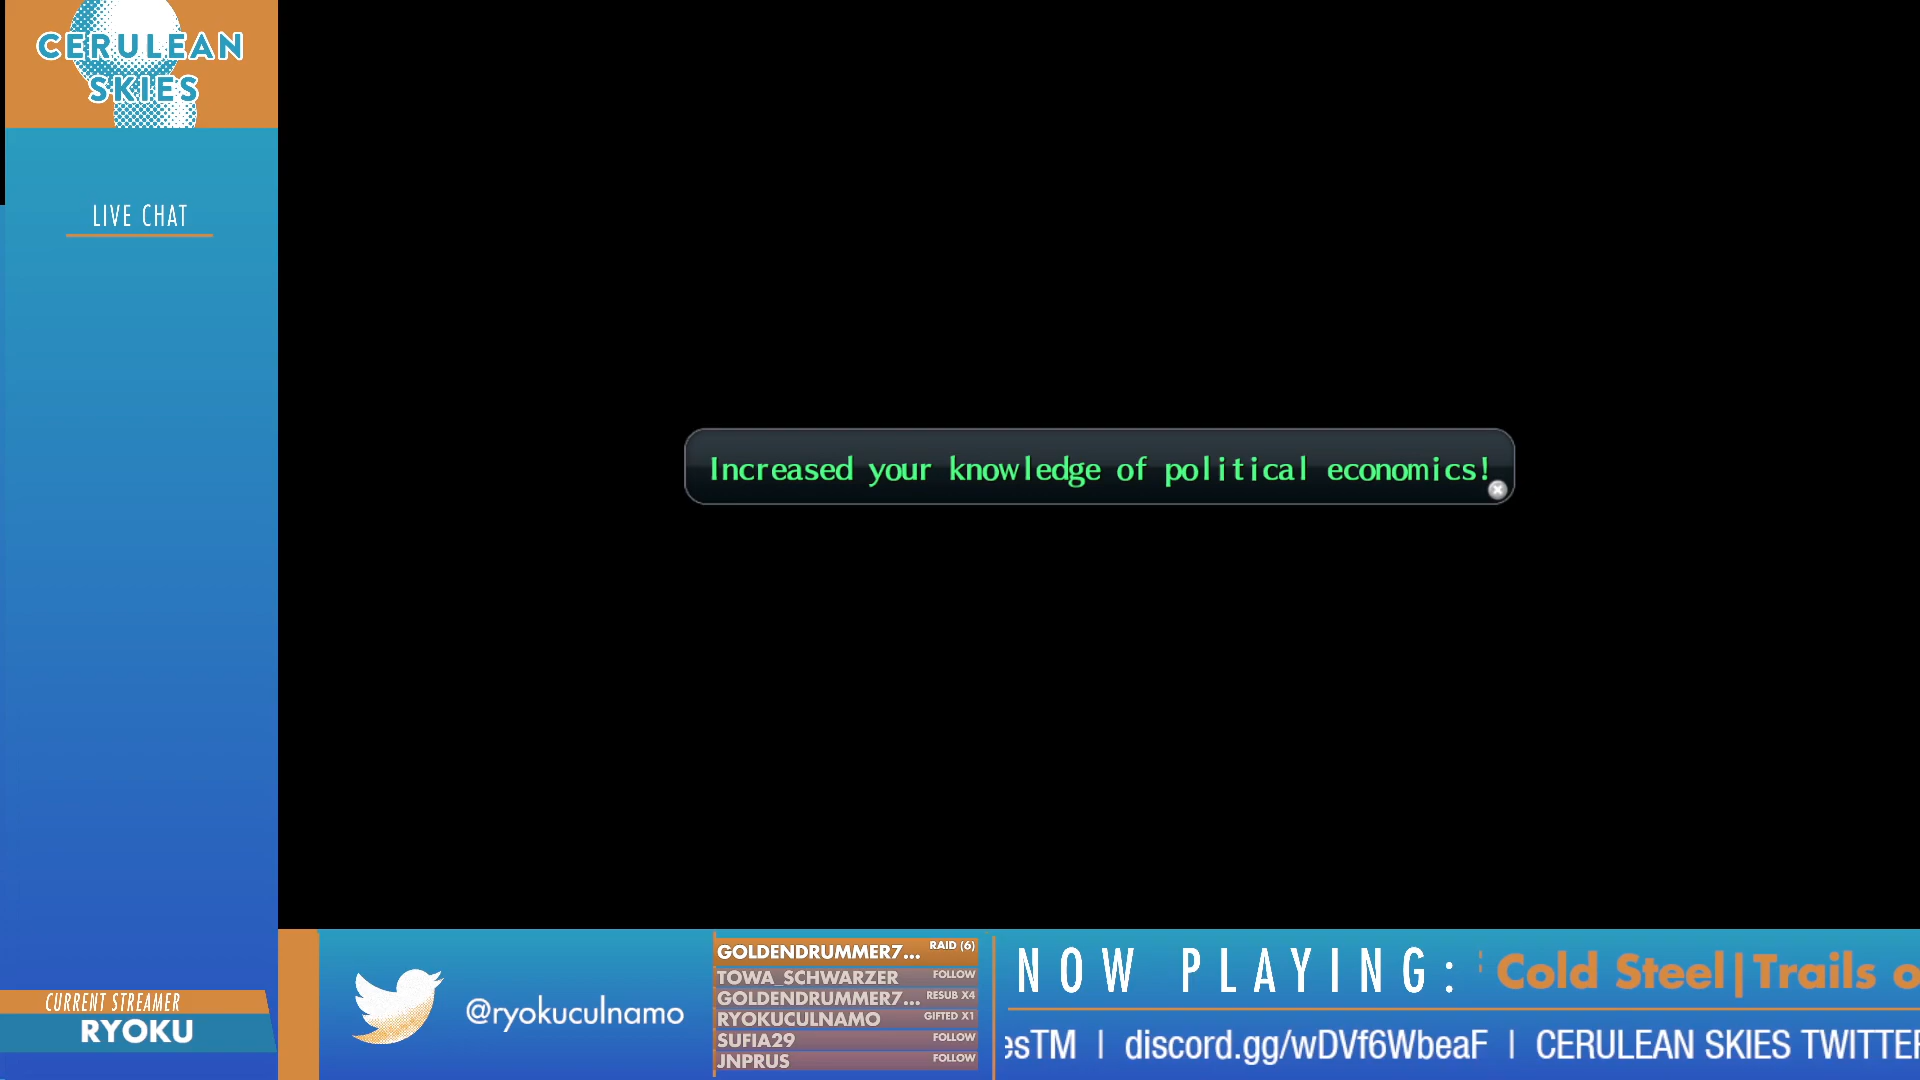 CERULEAN
SKIES
LIVE CHAT
Increased your knowledge of political economics!
CURRENT STREAMER
RYOKU
@ryokuculnamo
GOLDENDRUMMER7... RAID (6)
TOWA_SCHWARZER FOLLOW
GOLDENDRUMMER7... RESUB X4
RYOKUCULNAMO GIFTED X1
SUFIA29 FOLLOW
JNPRUS FOLLOW
NOW PLAYING: Cold Steel|Trails o
esTM | discord.gg/wDVf6WbeaF | CERULEAN SKIES TWITTER